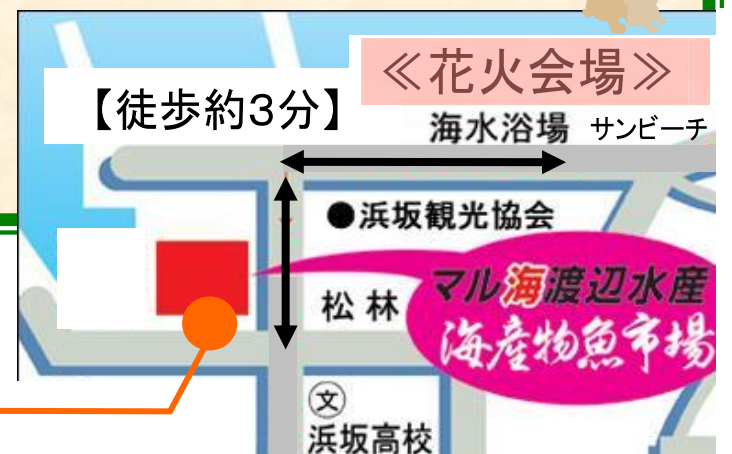 ≪花火会場≫
【徒歩約3分】
海水浴場 サンビーチ
●浜坂観光協会
マル海渡辺水産
海産物魚市場
松林
文
浜坂高校